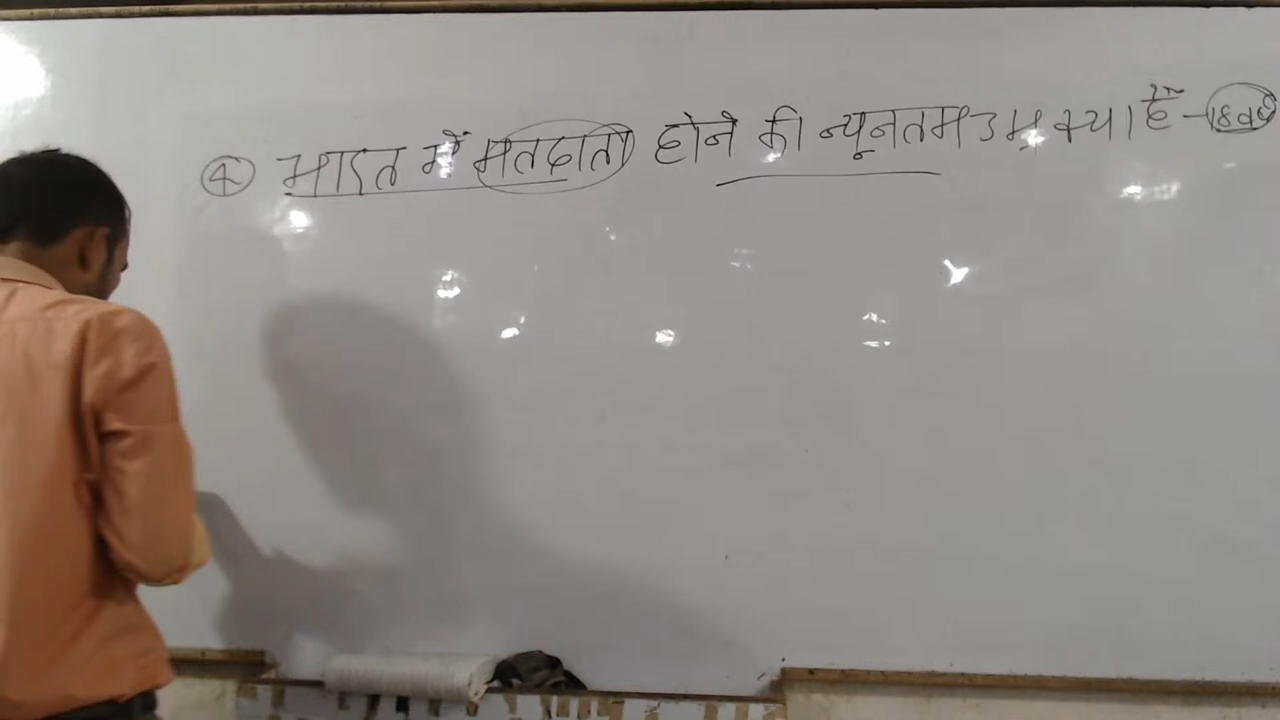 ④ भारत में मतदाता होने की न्यूनतम उम्र क्या है - 18 वर्ष